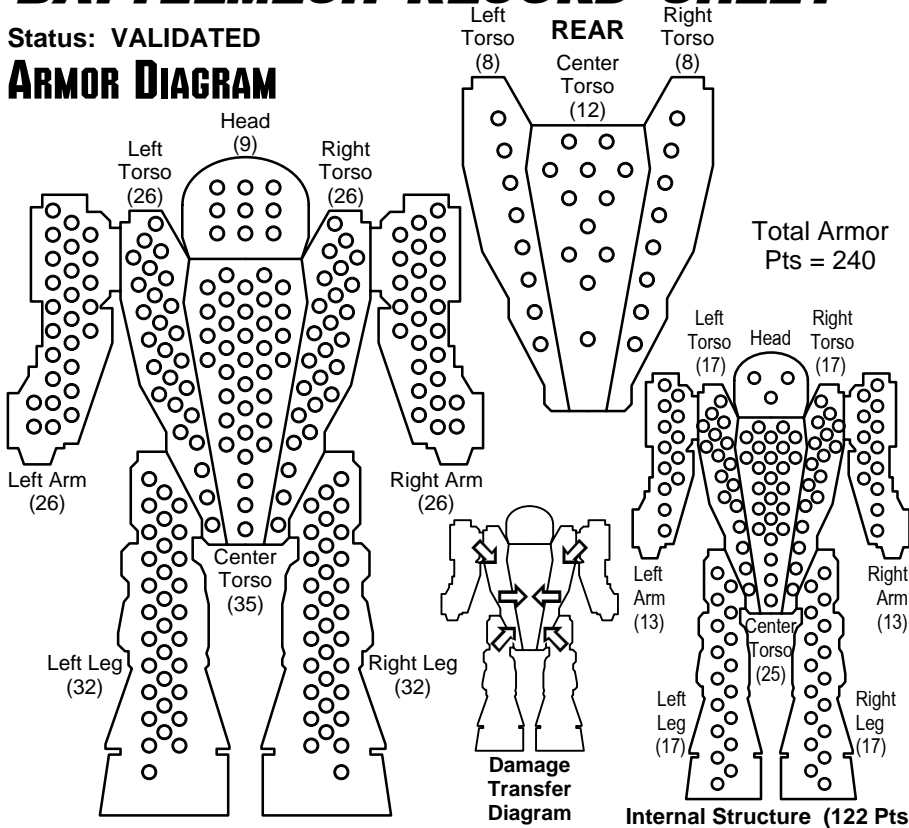 BATTLEMECH RECORD SHEET
Status: VALIDATED
ARMOR DIAGRAM
Left
Torso
(8)
REAR
Center
Torso
(12)
Right
Torso
(8)
Head
(9)
Left
Torso
(26)
Right
Torso
(26)
Total Armor
Pts = 240
Left Arm
(26)
Right Arm
(26)
Center
Torso
(35)
Left Leg
(32)
Right Leg
(32)
Damage
Transfer
Diagram
Left
Torso
(17)
Head
Right
Torso
(17)
Left
Arm
(13)
Right
Arm
(13)
Center
Torso
(25)
Left
Leg
(17)
Right
Leg
(17)
Internal Structure (122 Pts